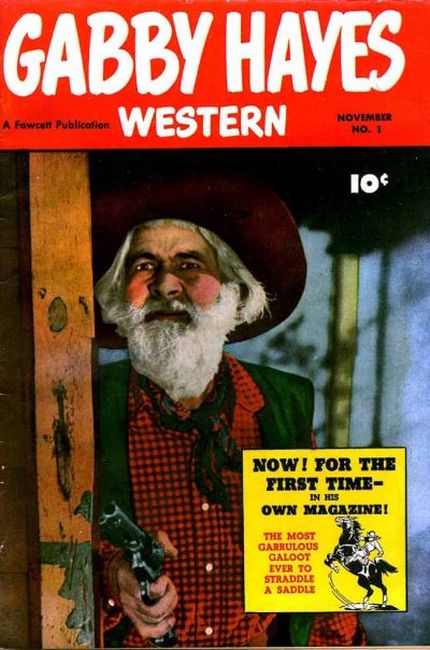 GABBY HAYES
WESTERN
A Fawcett Publication
NOVEMBER
NO. 1
10¢
NOW! FOR THE
FIRST TIME–
IN HIS
OWN MAGAZINE!
THE MOST
GARRULOUS
GALOOT
EVER TO
STRADDLE
A SADDLE